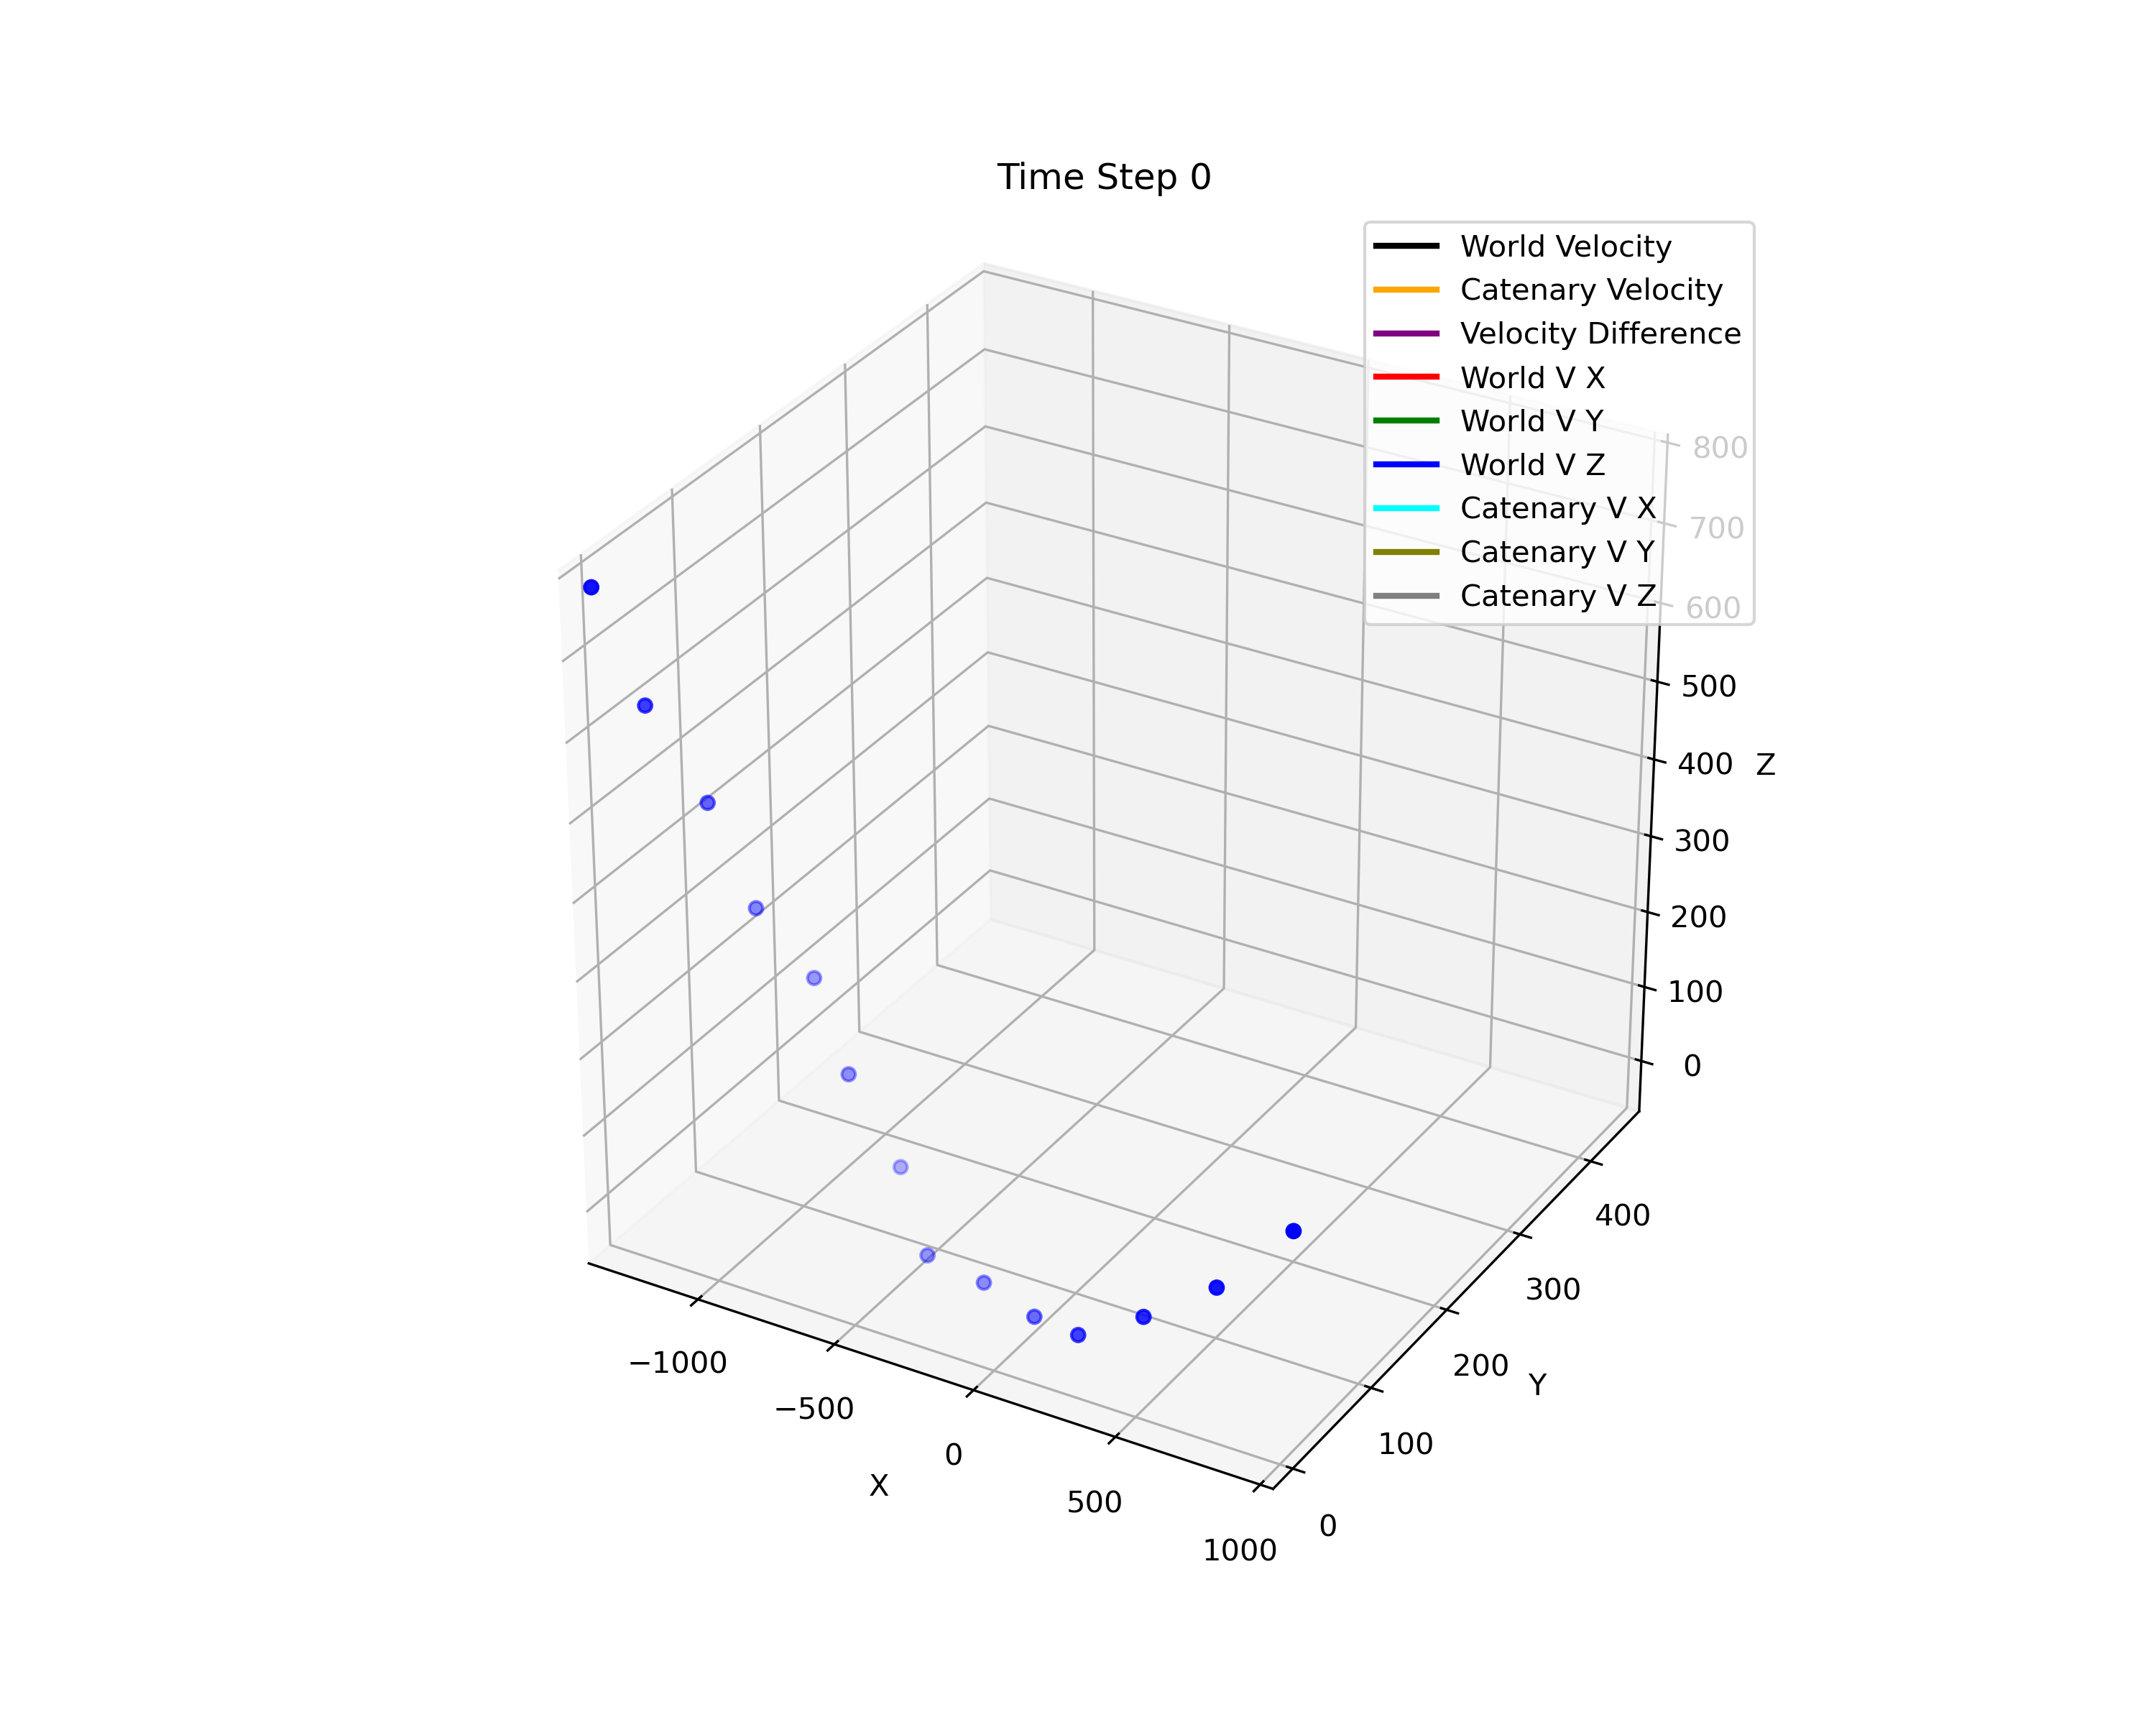 Time Step 0
World Velocity
Catenary Velocity
Velocity Difference
World V X
World V Y
World V Z
Catenary V X
Catenary V Y
Catenary V Z
800
700
600
500
400 Z
300
200
100
0
400
300
200 Y
100
0
−1000
−500
0
X
500
1000